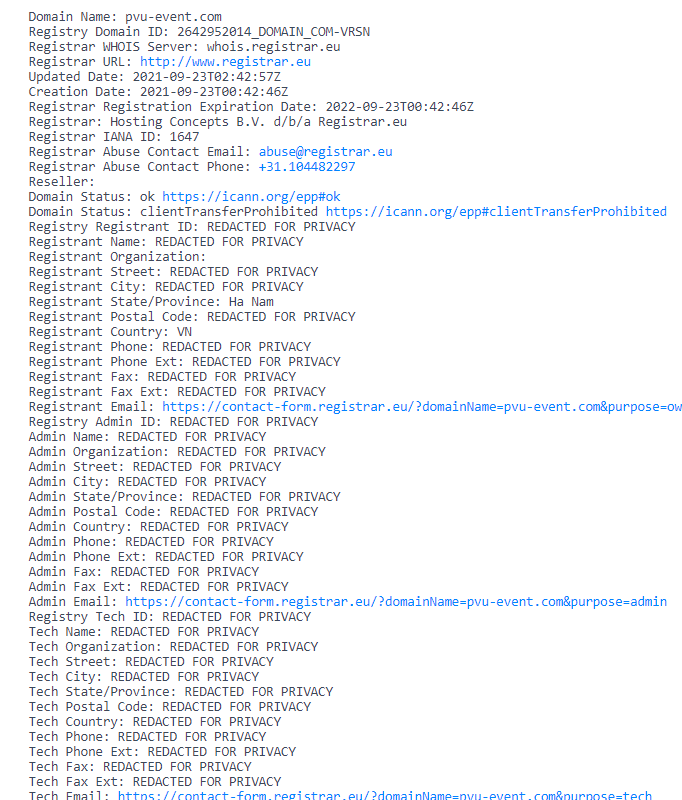 Domain Name: pvu-event.com
Registry Domain ID: 2642952014_DOMAIN_COM-VRSN
Registrar WHOIS Server: whois.registrar.eu
Registrar URL: http://www.registrar.eu
Updated Date: 2021-09-23T02:42:57Z
Creation Date: 2021-09-23T00:42:46Z
Registrar Registration Expiration Date: 2022-09-23T00:42:46Z
Registrar: Hosting Concepts B.V. d/b/a Registrar.eu
Registrar IANA ID: 1647
Registrar Abuse Contact Email: abuse@registrar.eu
Registrar Abuse Contact Phone: +31.104482297
Reseller:
Domain Status: ok https://icann.org/epp#ok
Domain Status: clientTransferProhibited https://icann.org/epp#clientTransferProhibited
Registry Registrant ID: REDACTED FOR PRIVACY
Registrant Name: REDACTED FOR PRIVACY
Registrant Organization:
Registrant Street: REDACTED FOR PRIVACY
Registrant City: REDACTED FOR PRIVACY
Registrant State/Province: Ha Nam
Registrant Postal Code: REDACTED FOR PRIVACY
Registrant Country: VN
Registrant Phone: REDACTED FOR PRIVACY
Registrant Phone Ext: REDACTED FOR PRIVACY
Registrant Fax: REDACTED FOR PRIVACY
Registrant Fax Ext: REDACTED FOR PRIVACY
Registrant Email: https://contact-form.registrar.eu/?domainName=pvu-event.com&purpose=ow
Registry Admin ID: REDACTED FOR PRIVACY
Admin Name: REDACTED FOR PRIVACY
Admin Organization: REDACTED FOR PRIVACY
Admin Street: REDACTED FOR PRIVACY
Admin City: REDACTED FOR PRIVACY
Admin State/Province: REDACTED FOR PRIVACY
Admin Postal Code: REDACTED FOR PRIVACY
Admin Country: REDACTED FOR PRIVACY
Admin Phone: REDACTED FOR PRIVACY
Admin Phone Ext: REDACTED FOR PRIVACY
Admin Fax: REDACTED FOR PRIVACY
Admin Fax Ext: REDACTED FOR PRIVACY
Admin Email: https://contact-form.registrar.eu/?domainName=pvu-event.com&purpose=admin
Registry Tech ID: REDACTED FOR PRIVACY
Tech Name: REDACTED FOR PRIVACY
Tech Organization: REDACTED FOR PRIVACY
Tech Street: REDACTED FOR PRIVACY
Tech City: REDACTED FOR PRIVACY
Tech State/Province: REDACTED FOR PRIVACY
Tech Postal Code: REDACTED FOR PRIVACY
Tech Country: REDACTED FOR PRIVACY
Tech Phone: REDACTED FOR PRIVACY
Tech Phone Ext: REDACTED FOR PRIVACY
Tech Fax: REDACTED FOR PRIVACY
Tech Fax Ext: REDACTED FOR PRIVACY
Tech Email: https://contact-form.registrar.eu/?domainName=pvu-event.com&purpose=tech